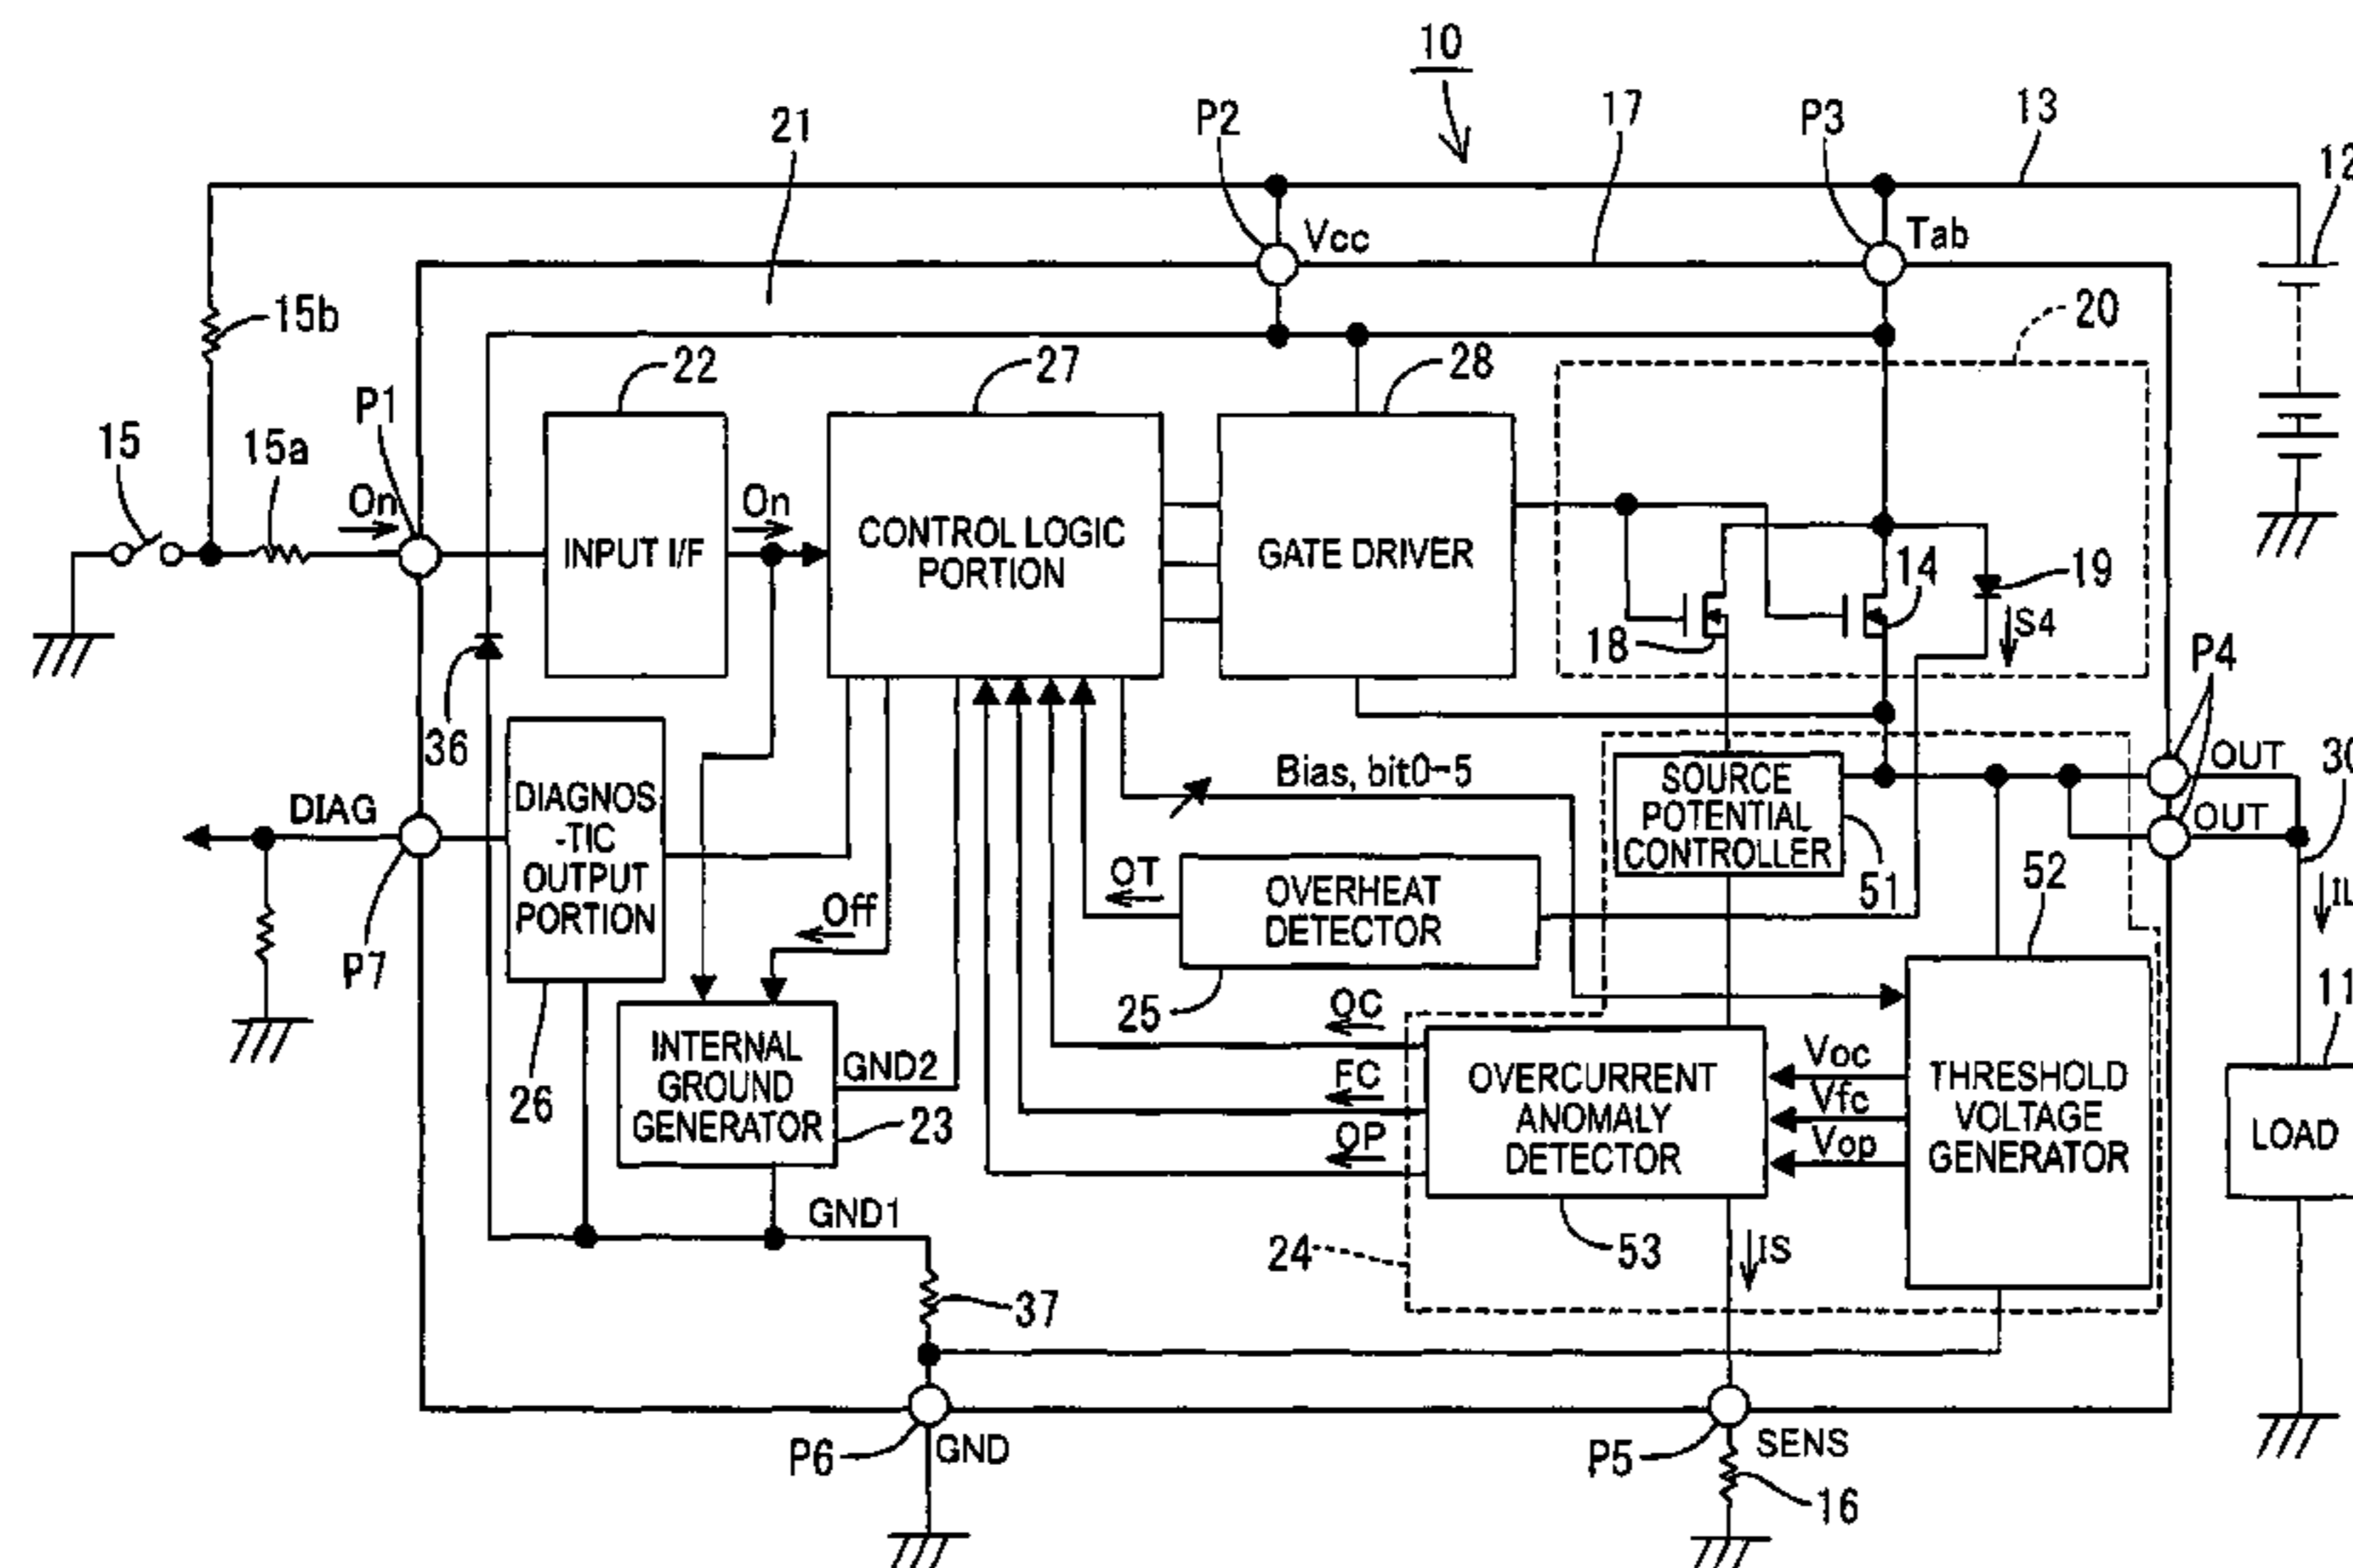 10
21
P2
17
P3
13
12
Vcc
Tab
15b
22
27
28
20
P1
15
15a
On
On
INPUT I/F
CONTROL LOGIC
PORTION
GATE DRIVER
14
19
18
S4
P4
36
DIAGNOS
-TIC
OUTPUT
PORTION
DIAG
P7
Bias, bit0-5
SOURCE
POTENTIAL
CONTROLLER
OUT
OUT
30
51
52
IL
OT
OVERHEAT
DETECTOR
Off
25
11
26
INTERNAL
GROUND
GENERATOR
GND2
23
OC
FC
OP
OVERCURRENT
ANOMALY
DETECTOR
Voc
Vfc
Vop
THRESHOLD
VOLTAGE
GENERATOR
LOAD
GND1
24
53
IS
37
P6
GND
P5
SENS
16